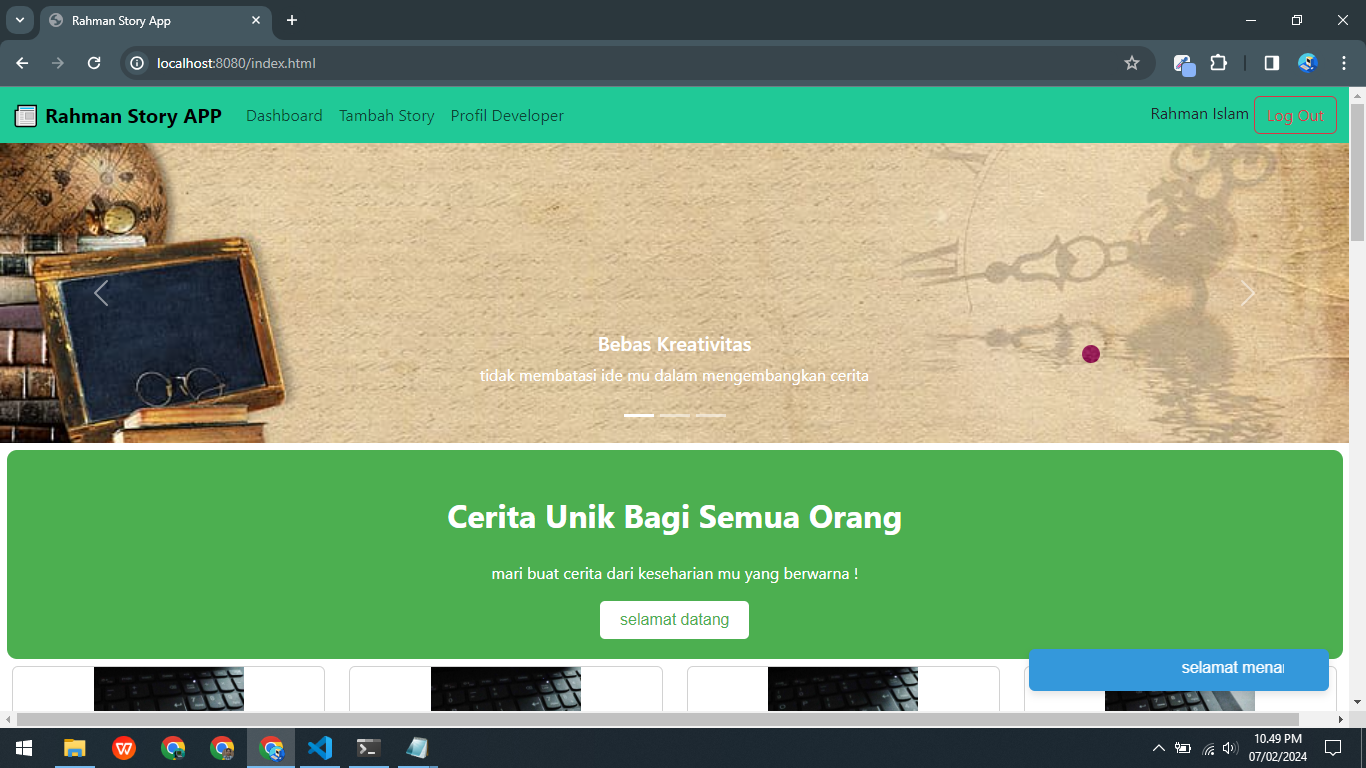 Rahman Story App
localhost:8080/index.html
Rahman Story APP Dashboard Tambah Story Profil Developer Rahman Islam Log Out
Bebas Kreativitas
tidak membatasi ide mu dalam mengembangkan cerita
Cerita Unik Bagi Semua Orang
mari buat cerita dari keseharian mu yang berwarna !
selamat datang
selamat
10.49 PM
07/02/2024